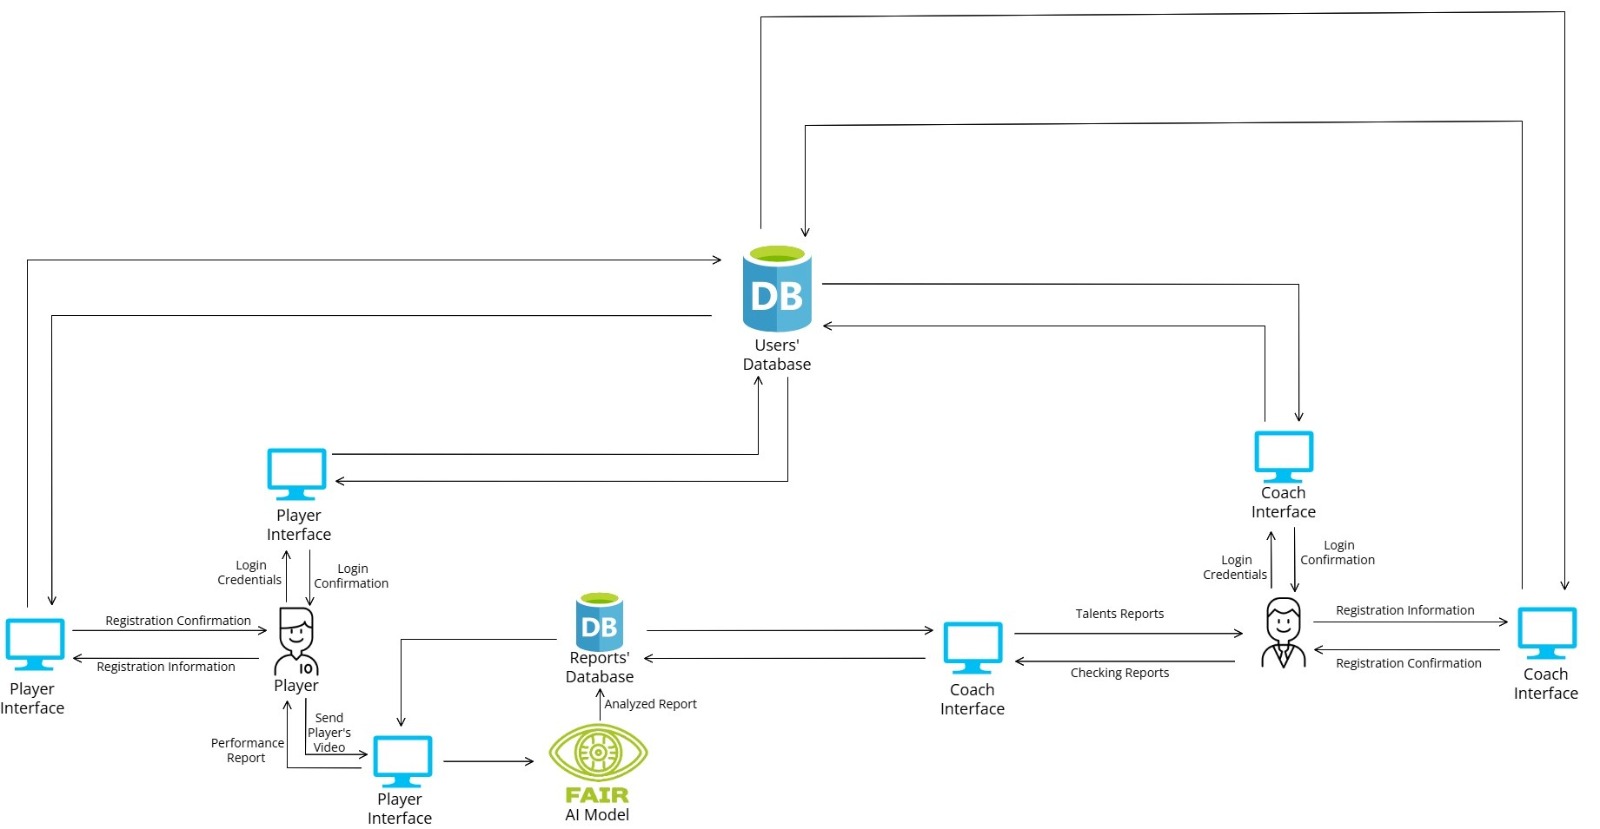 DB
Users'
Database
Player
Interface
Coach
Interface
Login
Credentials
Login
Confirmation
Login
Credentials
Login
Confirmation
Registration Confirmation
Registration Information
Player
Interface
10
Player
DB
Reports'
Database
Analyzed Report
Send
Player's
Video
Performance
Report
Player
Interface
FAIR
AI Model
Coach
Interface
Talents Reports
Checking Reports
Registration Information
Registration Confirmation
Coach
Interface